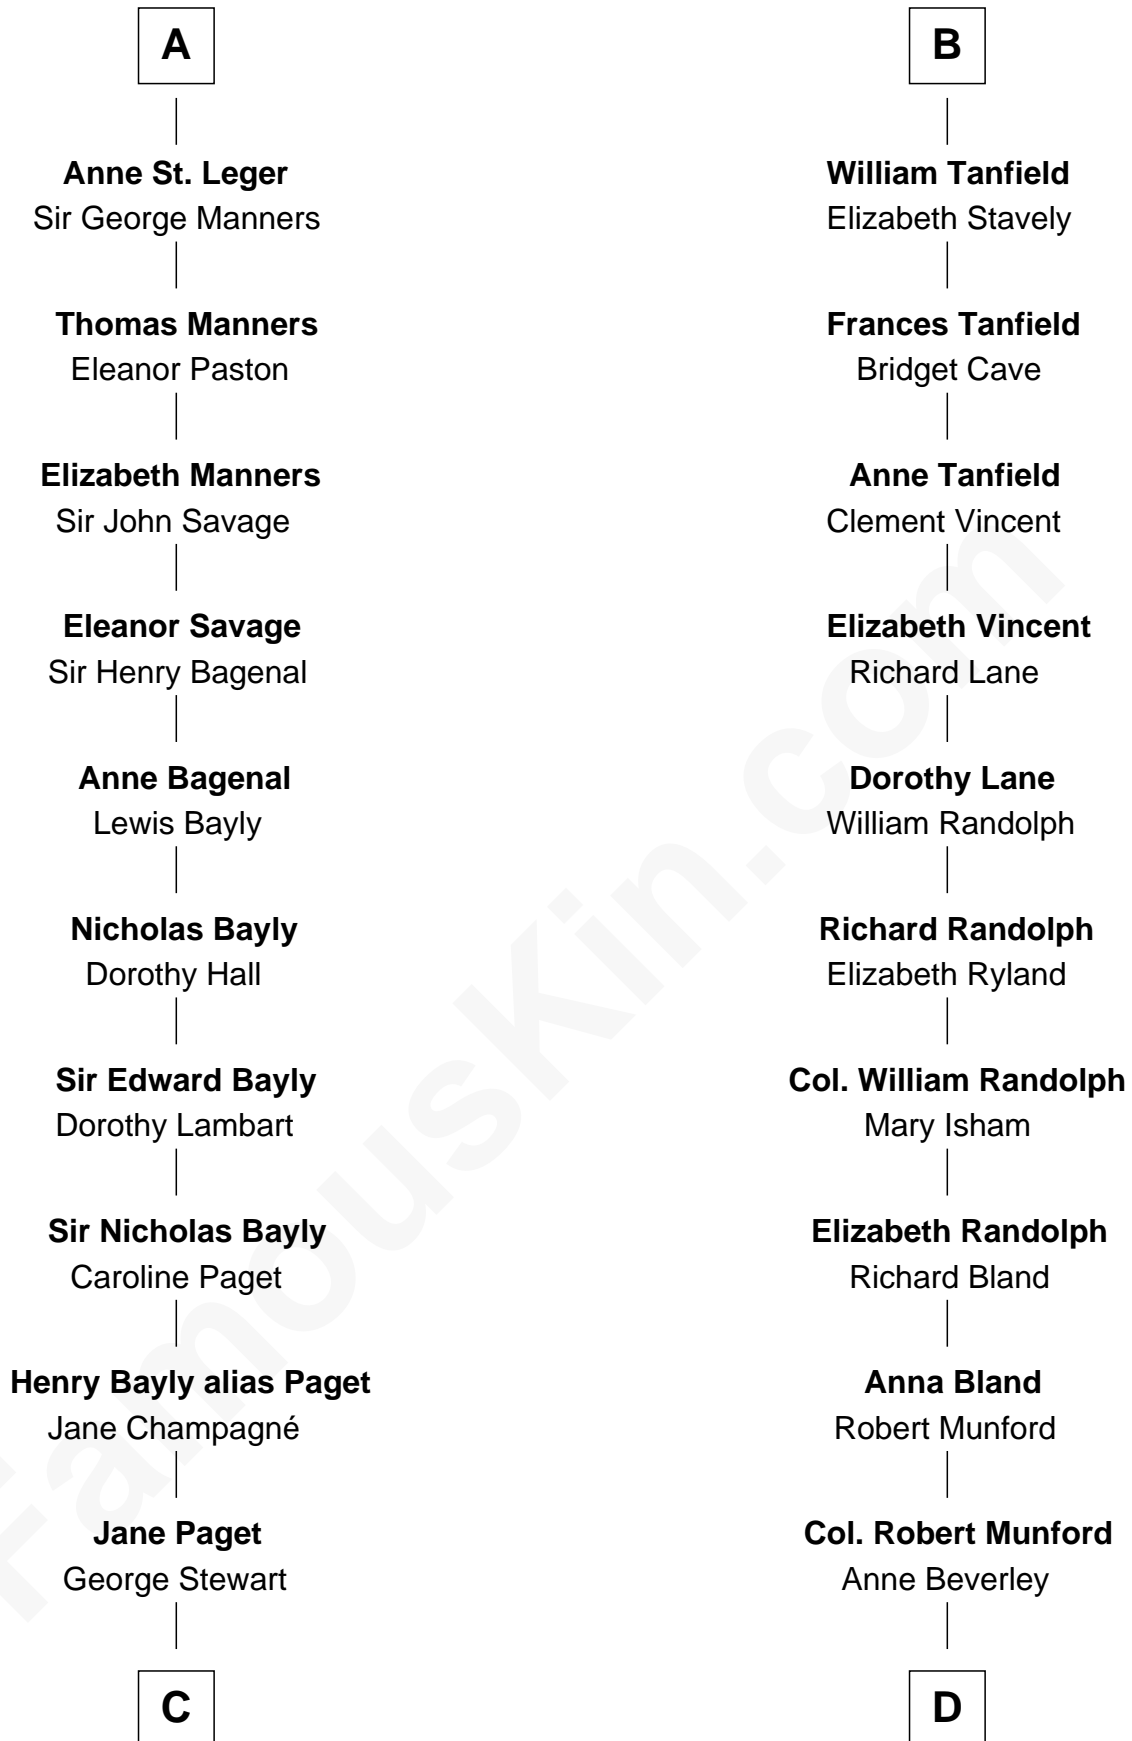 A
Anne St. Leger
Sir George Manners
Thomas Manners
Eleanor Paston
Elizabeth Manners
Sir John Savage
Eleanor Savage
Sir Henry Bagenal
Anne Bagenal
Lewis Bayly
Nicholas Bayly
Dorothy Hall
Sir Edward Bayly
Dorothy Lambart
Sir Nicholas Bayly
Caroline Paget
Henry Bayly alias Paget
Jane Champagné
Jane Paget
George Stewart
C
B
William Tanfield
Elizabeth Stavely
Frances Tanfield
Bridget Cave
Anne Tanfield
Clement Vincent
Elizabeth Vincent
Richard Lane
Dorothy Lane
William Randolph
Richard Randolph
Elizabeth Ryland
Col. William Randolph
Mary Isham
Elizabeth Randolph
Richard Bland
Anna Bland
Robert Munford
Col. Robert Munford
Anne Beverley
D
FamousKin.com